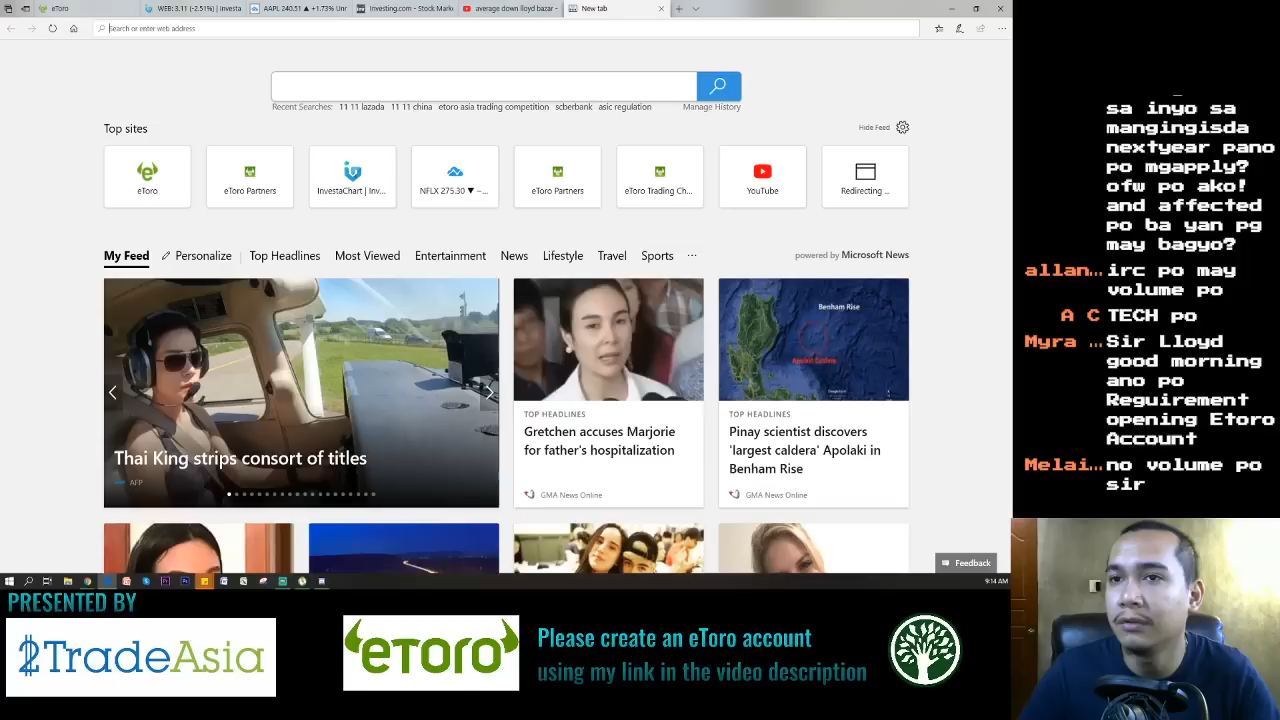 eToro
WEB: 3.11 (-2.51%) | Investa
AAPL 240.51 ▲ +1.73% Unr
Investing.com - Stock Mark
average down lloyd bazar -
New tab
Search or enter web address
Recent Searches: 11 11 lazada 11 11 china etoro asia trading competition scberbank asic regulation Manage History
Top sites
Hide Feed
eToro
eToro Partners
InvestaChart | Inv...
NFLX 275.30 ▼ −...
eToro Partners
eToro Trading Ch...
YouTube
Redirecting ...
My Feed Personalize Top Headlines Most Viewed Entertainment News Lifestyle Travel Sports ...
powered by Microsoft News
Thai King strips consort of titles
AFP
TOP HEADLINES
Gretchen accuses Marjorie
for father's hospitalization
GMA News Online
Benham Rise
Apolaki Caldera
TOP HEADLINES
Pinay scientist discovers
'largest caldera' Apolaki in
Benham Rise
GMA News Online
Feedback
9:14 AM
sa inyo sa
mangingisda
nextyear pano
po mgapply?
ofw po ako!
and affected
po ba yan pg
may bagyo?
allan... irc po may
volume po
A C TECH po
Myra ... Sir Lloyd
good morning
ano po
Reguirement
opening Etoro
Account
Melai... no volume po
sir
PRESENTED BY
2TradeAsia
eToro
Please create an eToro account
using my link in the video description